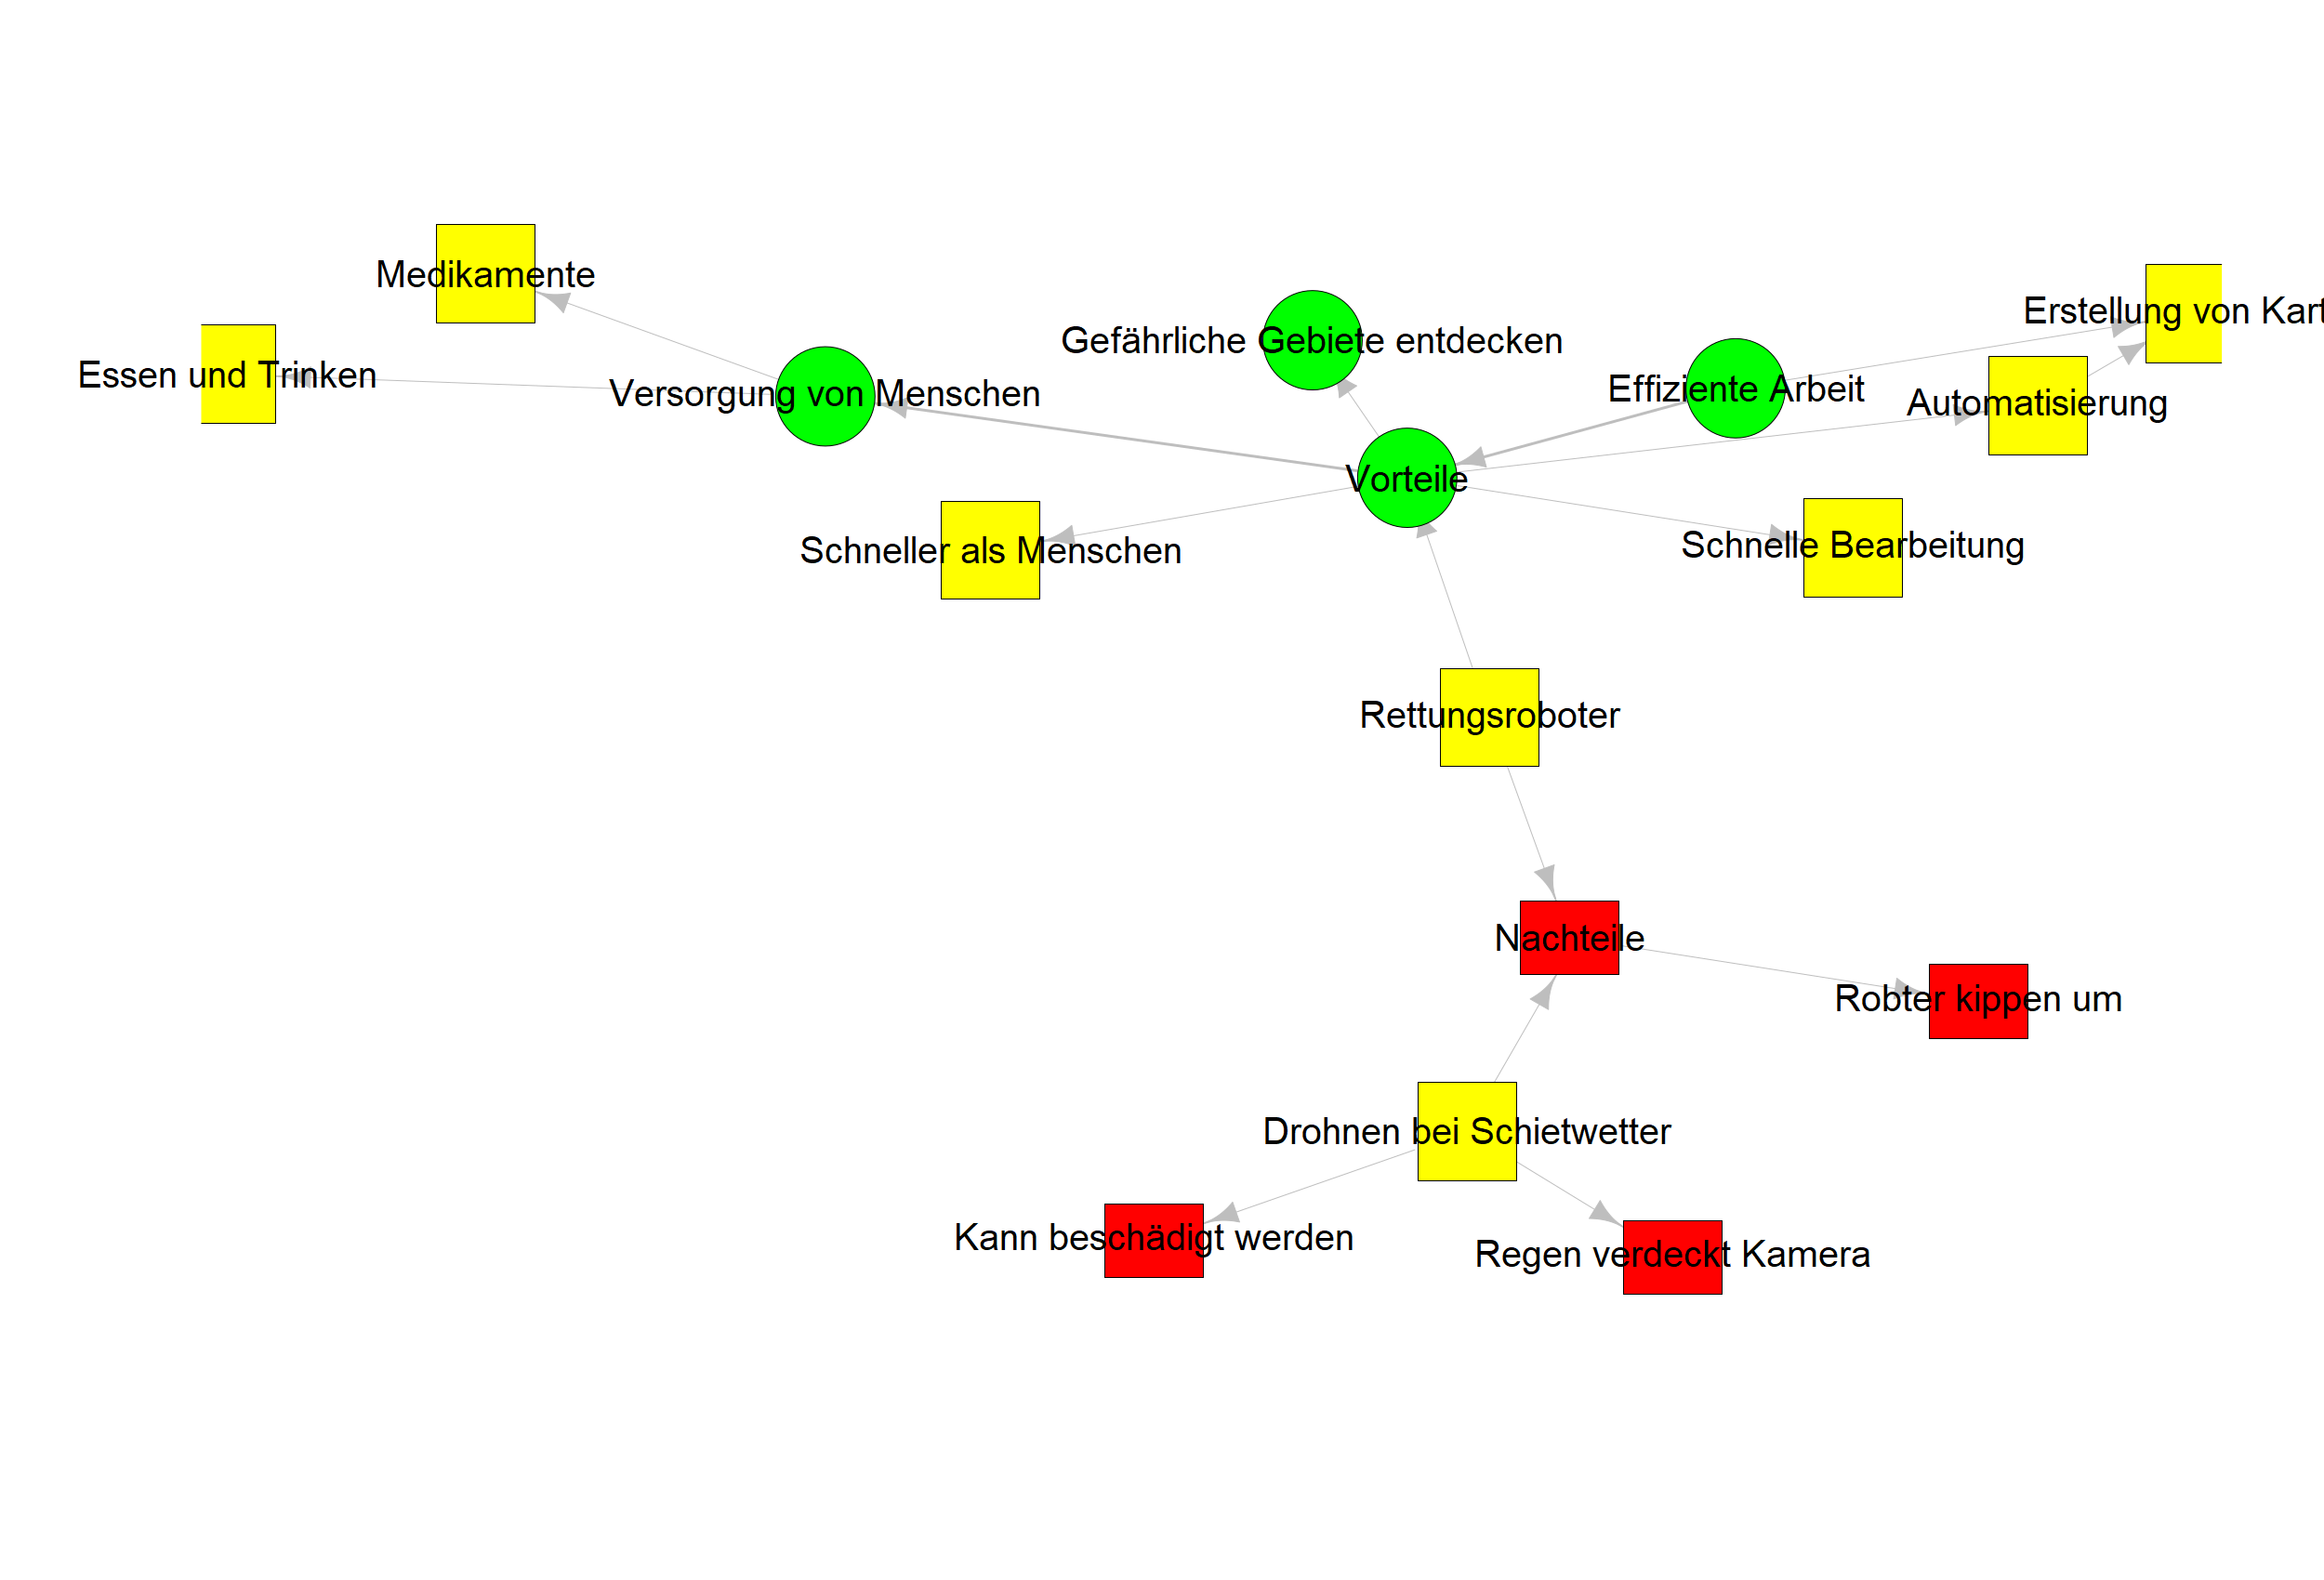 Medikamente
Erstellung von Kart
Gefährliche Gebiete entdecken
Essen und Trinken
Versorgung von Menschen
Effiziente Arbeit
Automatisierung
Vorteile
Schneller als Menschen
Schnelle Bearbeitung
Rettungsroboter
Nachteile
Robter kippen um
Drohnen bei Schietwetter
Kann beschädigt werden
Regen verdeckt Kamera